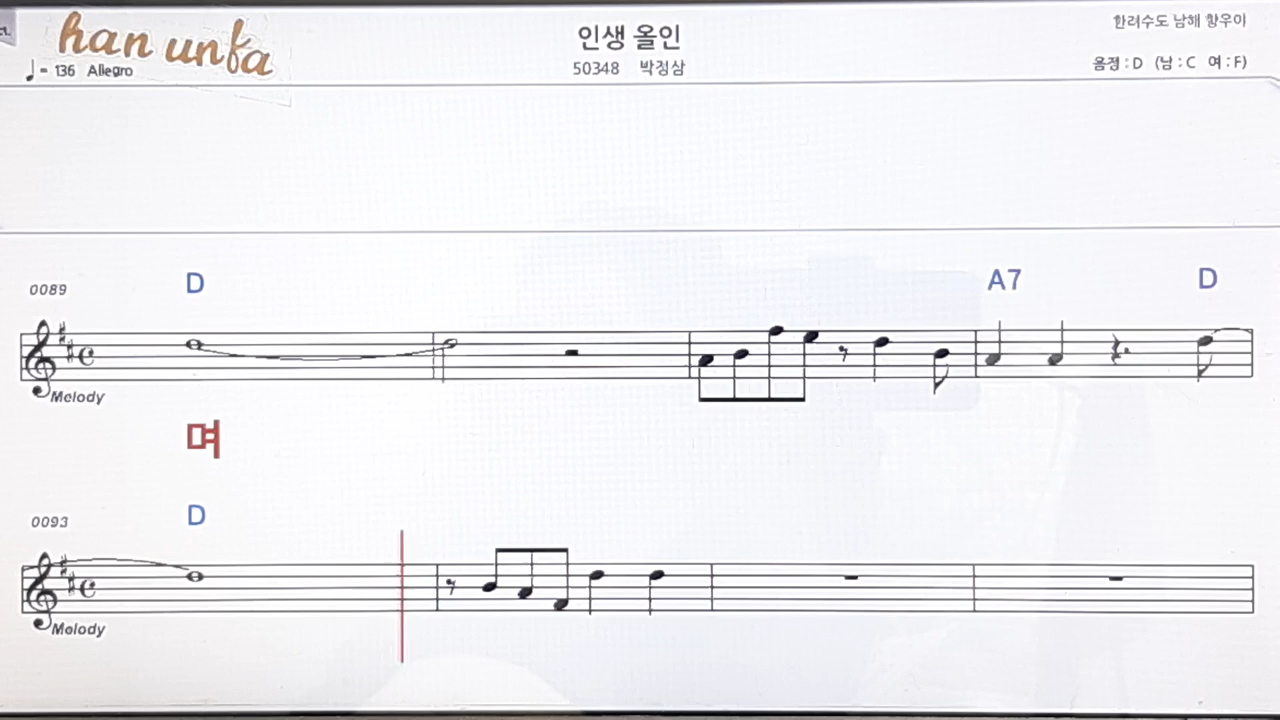 han unfa
인생 올인
한려수도 남해 향우아
♩= 136 Allegro
50348 박정삼
음정 : D (남 : C 여 : F)
0089 D A7 D
Melody
며
0093 D
Melody